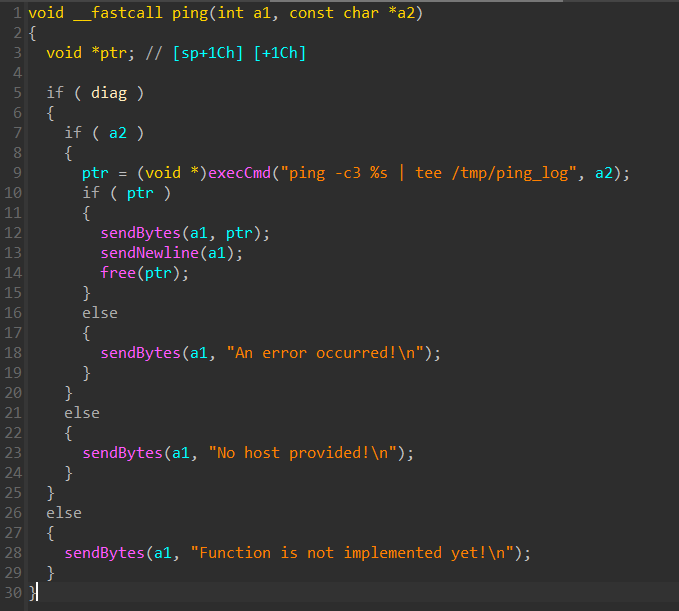 1 void __fastcall ping(int a1, const char *a2)
2 {
3   void *ptr; // [sp+1Ch] [+1Ch]
4
5   if ( diag )
6   {
7     if ( a2 )
8     {
9       ptr = (void *)execCmd("ping -c3 %s | tee /tmp/ping_log", a2);
10       if ( ptr )
11       {
12         sendBytes(a1, ptr);
13         sendNewline(a1);
14         free(ptr);
15       }
16       else
17       {
18         sendBytes(a1, "An error occurred!\n");
19       }
20     }
21     else
22     {
23       sendBytes(a1, "No host provided!\n");
24     }
25   }
26   else
27   {
28     sendBytes(a1, "Function is not implemented yet!\n");
29   }
30 }